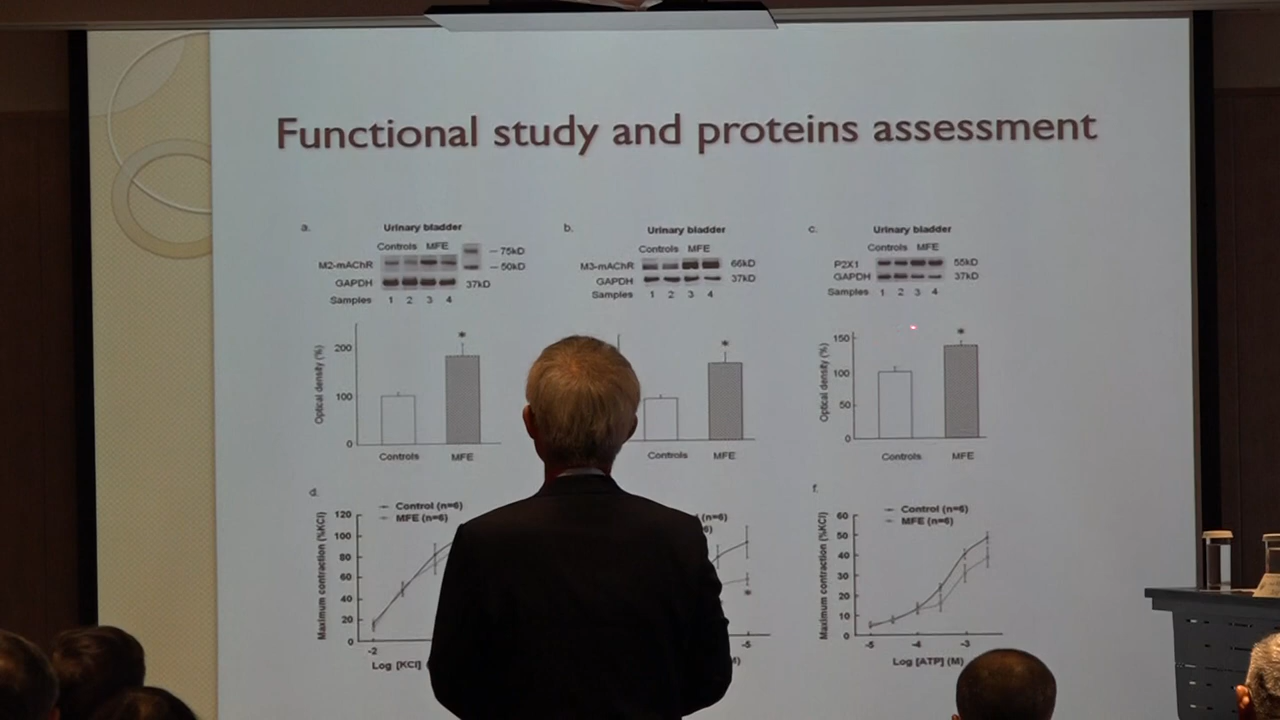 Functional study and proteins assessment
a.
Urinary bladder
Controls MFE
75kD
M2-mAChR
50kD
GAPDH
37kD
Samples 1 2 3 4
Optical density (%)
200
100
0
Controls
MFE
b.
Urinary bladder
Controls MFE
M3-mAChR
66kD
GAPDH
37kD
Samples 1 2 3 4
*
*
Controls
MFE
c.
Urinary bladder
Controls MFE
P2X1
55kD
GAPDH
37kD
Samples 1 2 3 4
Optical density (%)
150
100
50
0
*
Controls
MFE
d.
Control (n=6)
MFE (n=6)
Maximum contraction (%KCl)
120
100
80
60
40
20
0
-2
Log [KCl]
(n=6)
*
-5
f.
Control (n=6)
MFE (n=6)
Maximum contraction (%KCl)
60
50
40
30
20
10
0
-5
-4
-3
Log [ATP] (M)